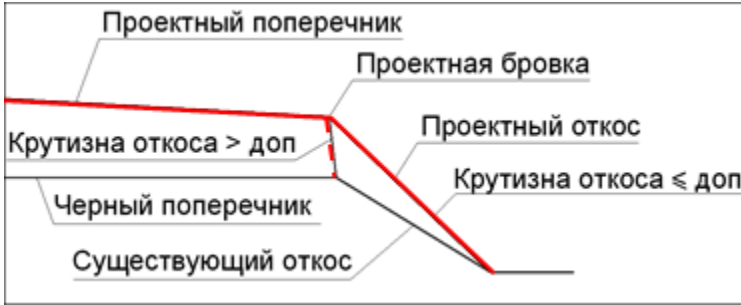 Проектный поперечник
Проектная бровка
Проектный откос
Крутизна откоса > доп
Крутизна откоса ⩽ доп
Черный поперечник
Существующий откос